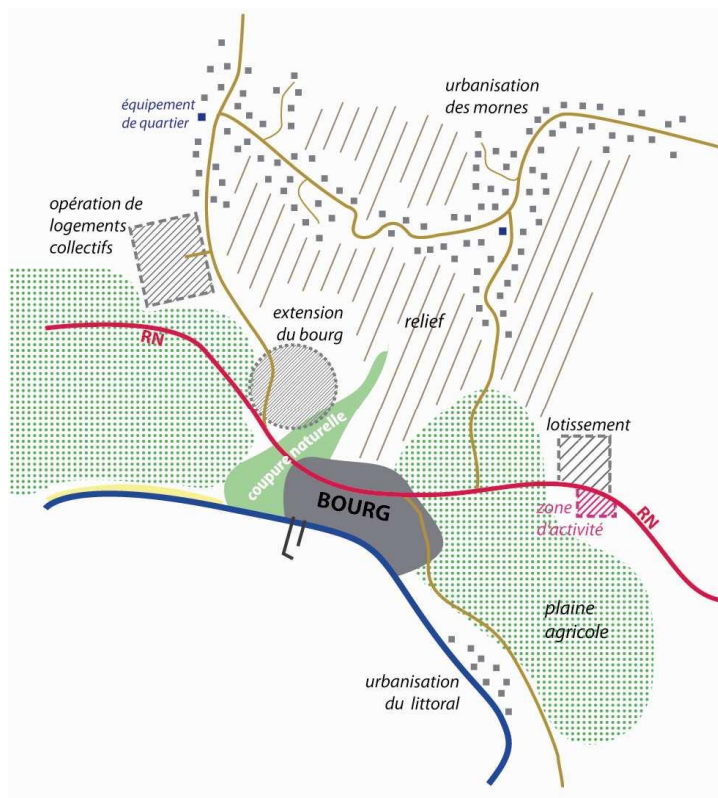 urbanisation
des mornes
équipement
de quartier
opération de
logements
collectifs
extension
du bourg
relief
RN
coupure naturelle
lotissement
BOURG
zone
d'activité
RN
plaine
agricole
urbanisation
du littoral